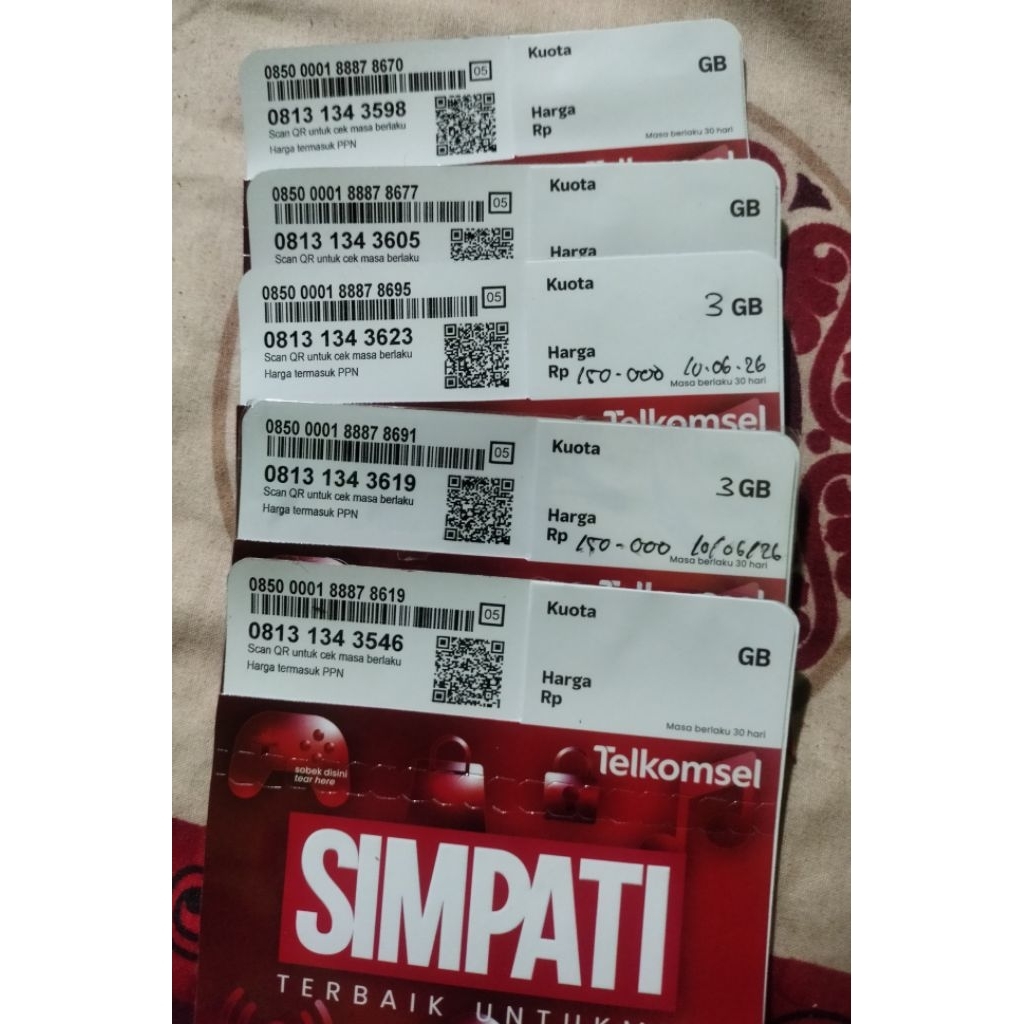 0850 0001 8887 8670
05
0813 134 3598
Scan QR untuk cek masa berlaku
Harga termasuk PPN
Kuota
GB
Harga
Rp
Masa berlaku 30 hari
Telkomsel
0850 0001 8887 8677
05
0813 134 3605
Scan QR untuk cek masa berlaku
Kuota
GB
Harga
0850 0001 8887 8695
05
0813 134 3623
Scan QR untuk cek masa berlaku
Harga termasuk PPN
Kuota
3 GB
Harga
Rp 150-000 10.06.26
Masa berlaku 30 hari
Telkomsel
0850 0001 8887 8691
05
0813 134 3619
Scan QR untuk cek masa berlaku
Harga termasuk PPN
Kuota
3 GB
Harga
Rp 150-000 10/06/26
Masa berlaku 30 hari
0850 0001 8887 8619
05
0813 134 3546
Scan QR untuk cek masa berlaku
Harga termasuk PPN
Kuota
GB
Harga
Rp
Masa berlaku 30 hari
Telkomsel
sobek disini
tear here
SIMPATI
TERBAIK